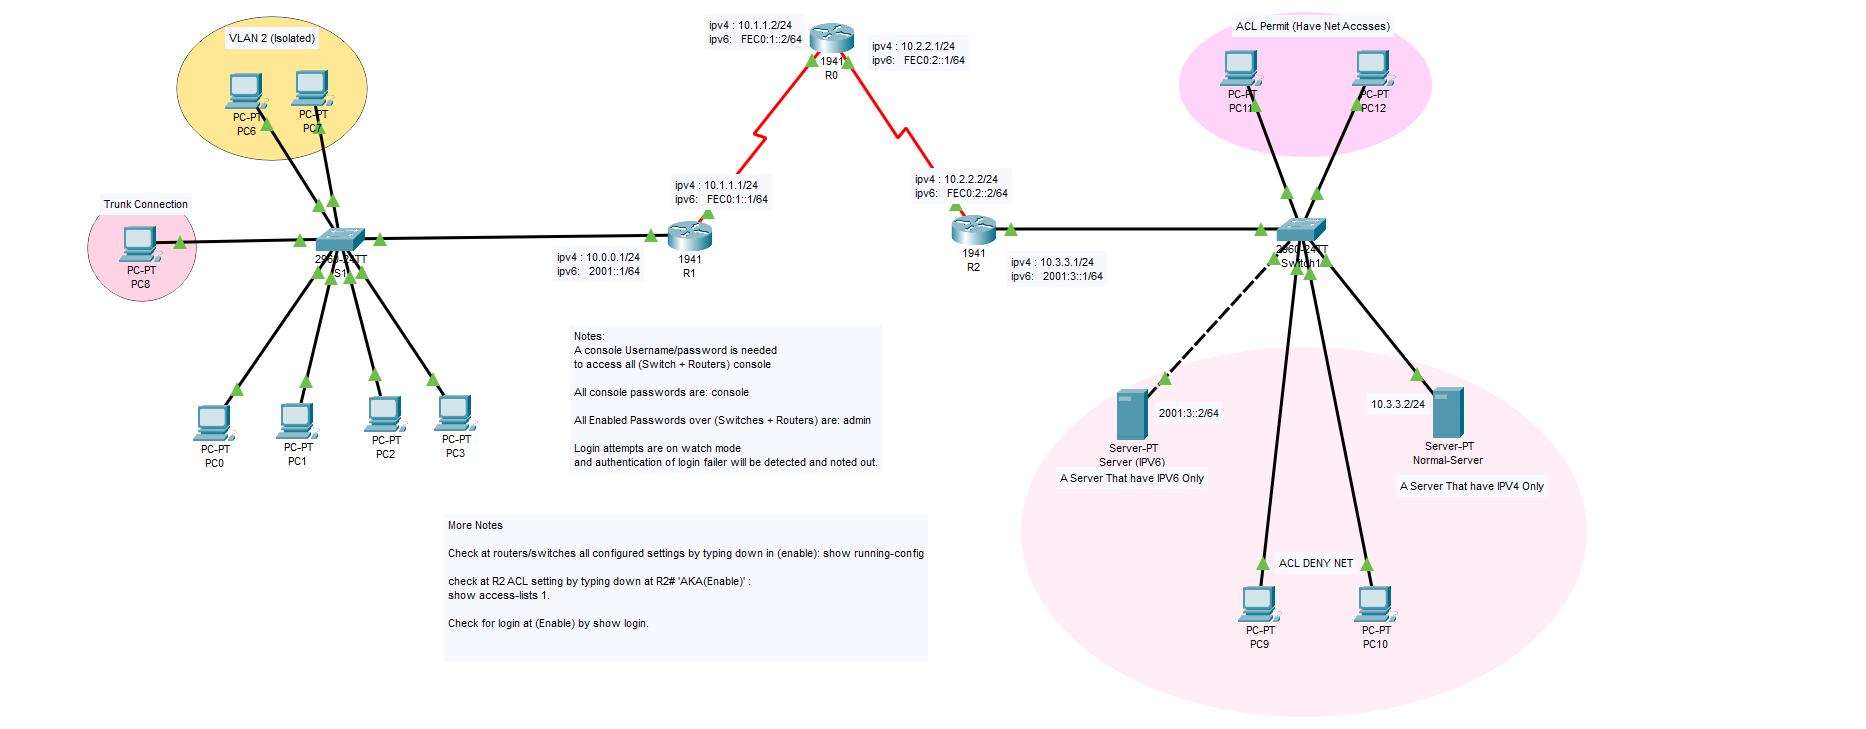 VLAN 2 (Isolated)
PC-PT
PC6
PC-PT
PC7
Trunk Connection
PC-PT
PC8
2960-24TT
S1
PC-PT
PC0
PC-PT
PC1
PC-PT
PC2
PC-PT
PC3
ipv4 : 10.0.0.1/24
ipv6: 2001::1/64
1941
R1
ipv4 : 10.1.1.1/24
ipv6: FEC0:1::1/64
ipv4 : 10.1.1.2/24
ipv6: FEC0:1::2/64
1941
R0
ipv4 : 10.2.2.1/24
ipv6: FEC0:2::1/64
ipv4 : 10.2.2.2/24
ipv6: FEC0:2::2/64
1941
R2
ipv4 : 10.3.3.1/24
ipv6: 2001:3::1/64
ACL Permit (Have Net Accsses)
PC-PT
PC11
PC-PT
PC12
2960-24TT
Switch1
2001:3::2/64
Server-PT
Server (IPV6)
A Server That have IPV6 Only
10.3.3.2/24
Server-PT
Normal-Server
A Server That have IPV4 Only
ACL DENY NET
PC-PT
PC9
PC-PT
PC10
Notes:
A console Username/password is needed
to access all (Switch + Routers) console
All console passwords are: console
All Enabled Passwords over (Switches + Routers) are: admin
Login attempts are on watch mode
and authentication of login failer will be detected and noted out.
More Notes
Check at routers/switches all configured settings by typing down in (enable): show running-config
check at R2 ACL setting by typing down at R2# 'AKA(Enable)' :
show access-lists 1.
Check for login at (Enable) by show login.